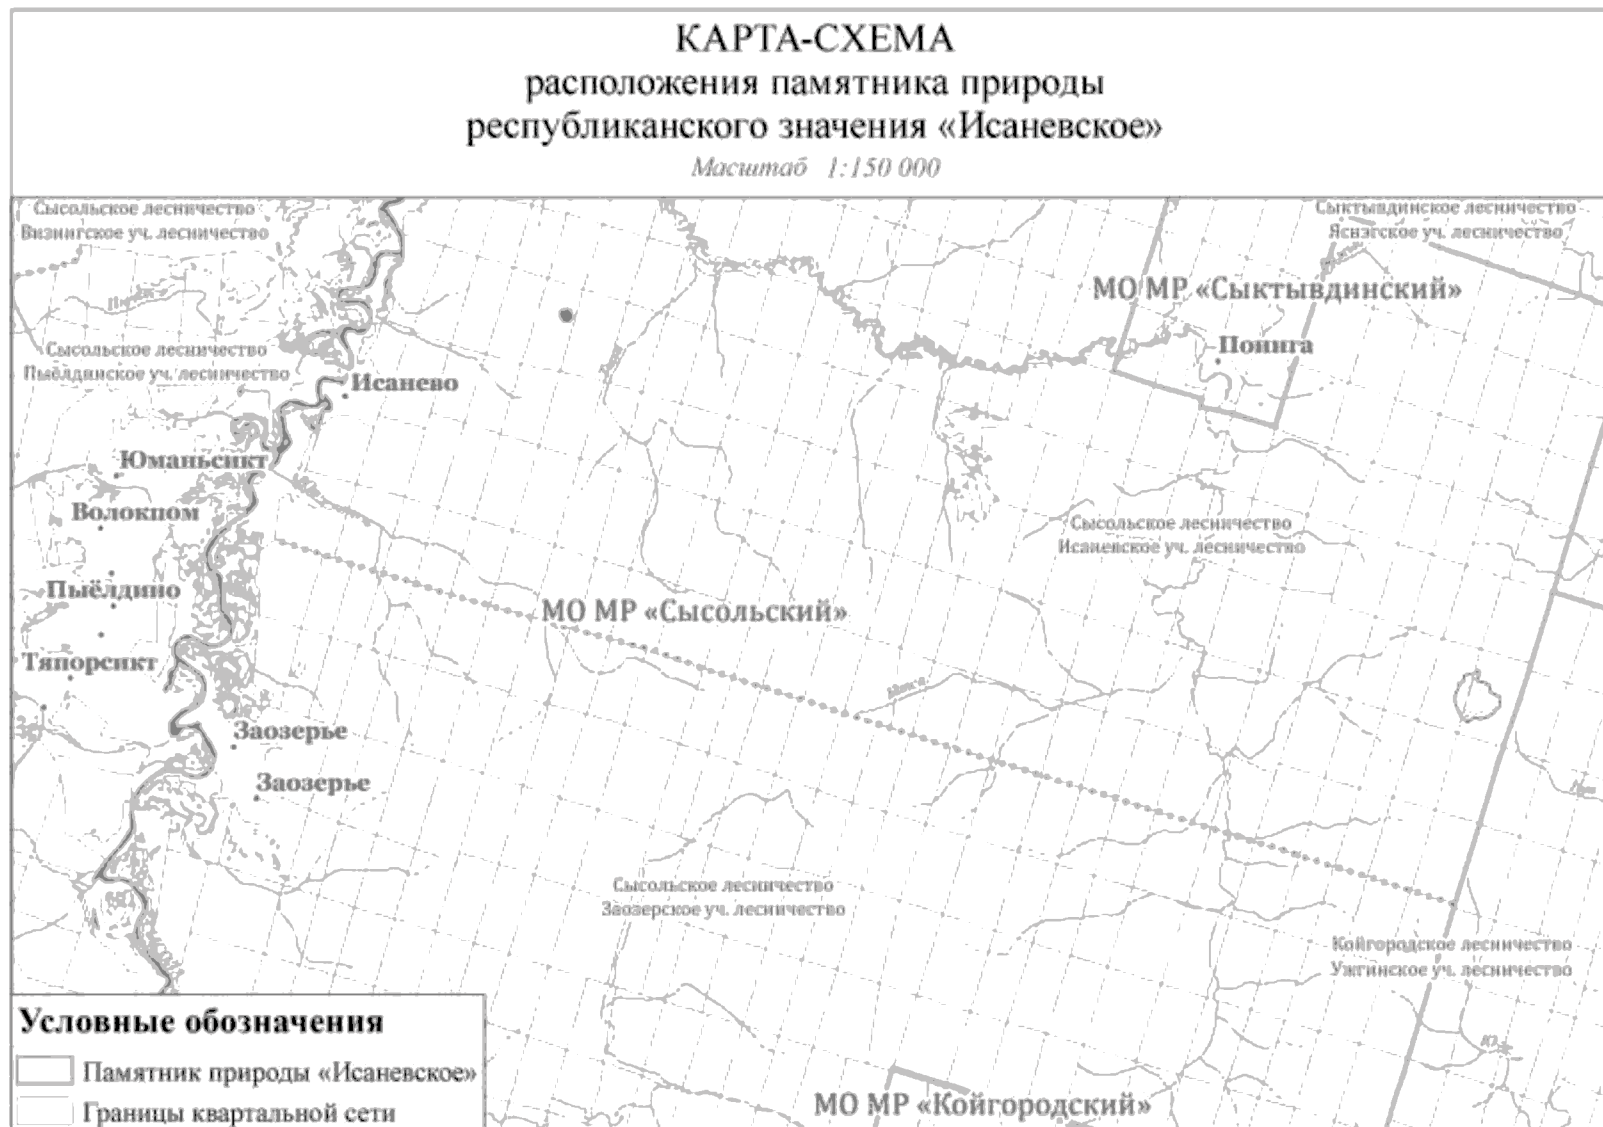 КАРТА-СХЕМА
расположения памятника природы
республиканского значения «Исаневское»
Масштаб 1:150 000
Сысольское лесничество
Визингское уч. лесничество
Сыктывдинское лесничество
Яснэгское уч. лесничество
МО МР «Сыктывдинский»
Поинга
Сысольское лесничество
Пыёлдинское уч. лесничество
Исанево
Юманьсикт
Волокпом
Сысольское лесничество
Исаневское уч. лесничество
Пыёлдино
МО МР «Сысольский»
Тяпорсикт
Заозерье
Заозерье
Сысольское лесничество
Заозерское уч. лесничество
Койгородское лесничество
Ужгинское уч. лесничество
МО МР «Койгородский»
Условные обозначения
Памятник природы «Исаневское»
Границы квартальной сети